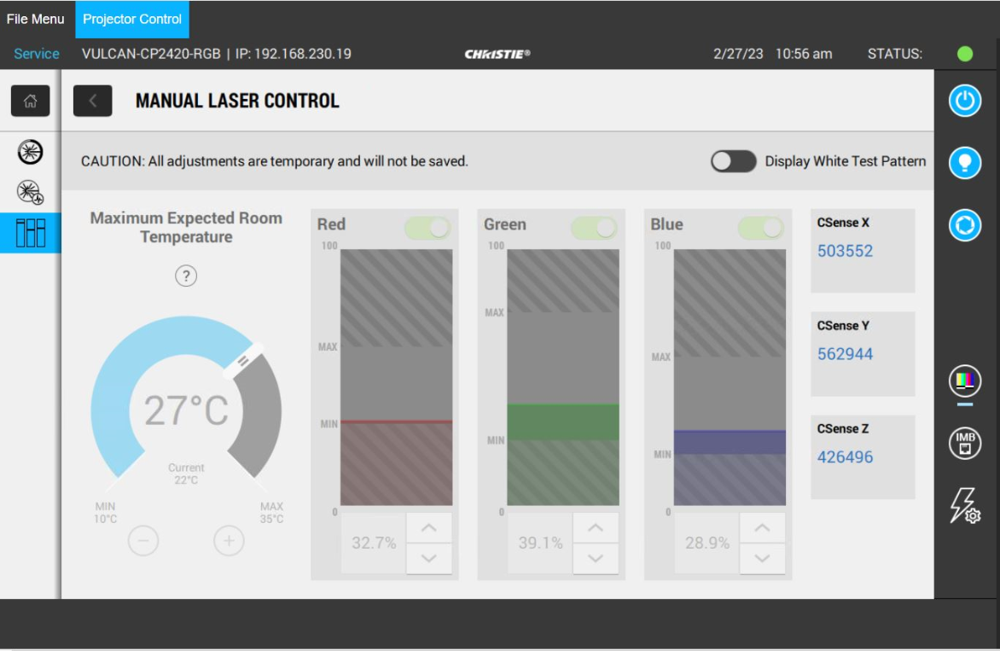 File Menu
Projector Control
Service
VULCAN-CP2420-RGB | IP: 192.168.230.19
CHRISTIE®
2/27/23 10:56 am
STATUS:
MANUAL LASER CONTROL
CAUTION: All adjustments are temporary and will not be saved.
Display White Test Pattern
Maximum Expected Room
Temperature
?
27°C
Current
22°C
MIN
10°C
MAX
35°C
Red
100
MAX
MIN
0
32.7%
Green
100
MAX
MIN
0
39.1%
Blue
100
MAX
MIN
0
28.9%
CSense X
503552
CSense Y
562944
CSense Z
426496
IMB